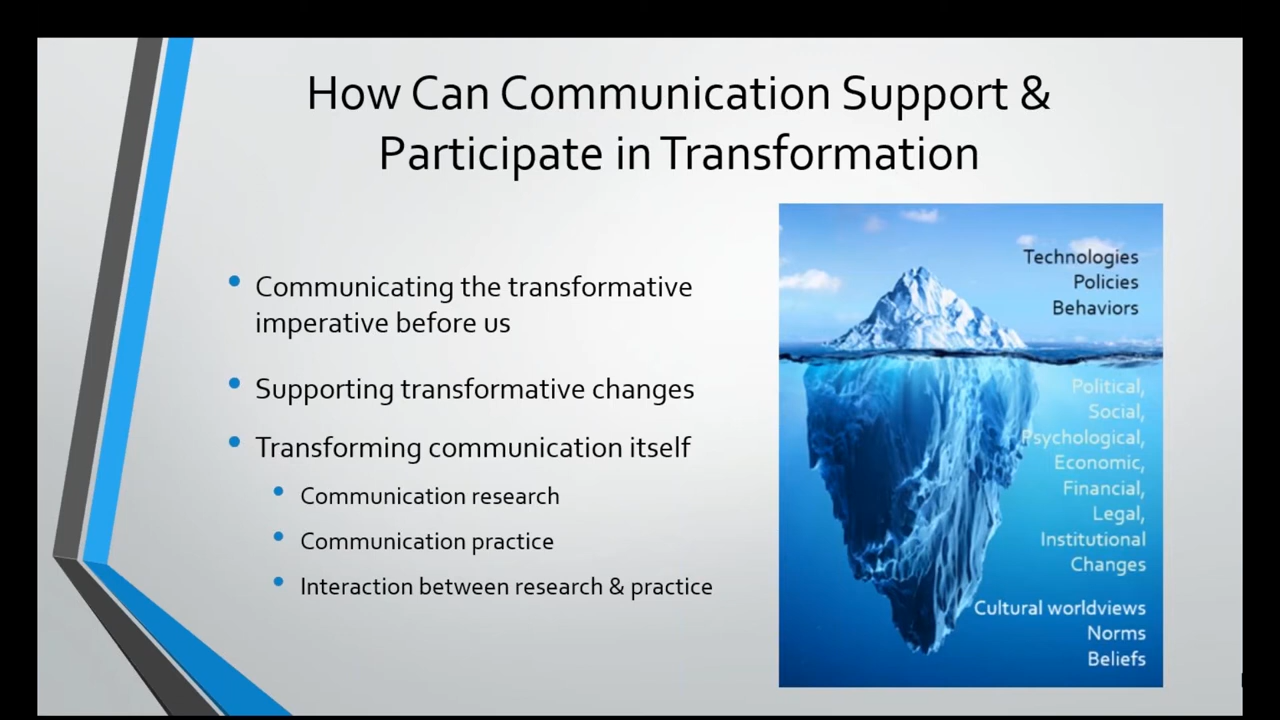 How Can Communication Support &
Participate in Transformation
• Communicating the transformative
imperative before us
• Supporting transformative changes
• Transforming communication itself
• Communication research
• Communication practice
• Interaction between research & practice
Technologies
Policies
Behaviors
Political,
Social,
Psychological,
Economic,
Financial,
Legal,
Institutional
Changes
Cultural worldviews
Norms
Beliefs